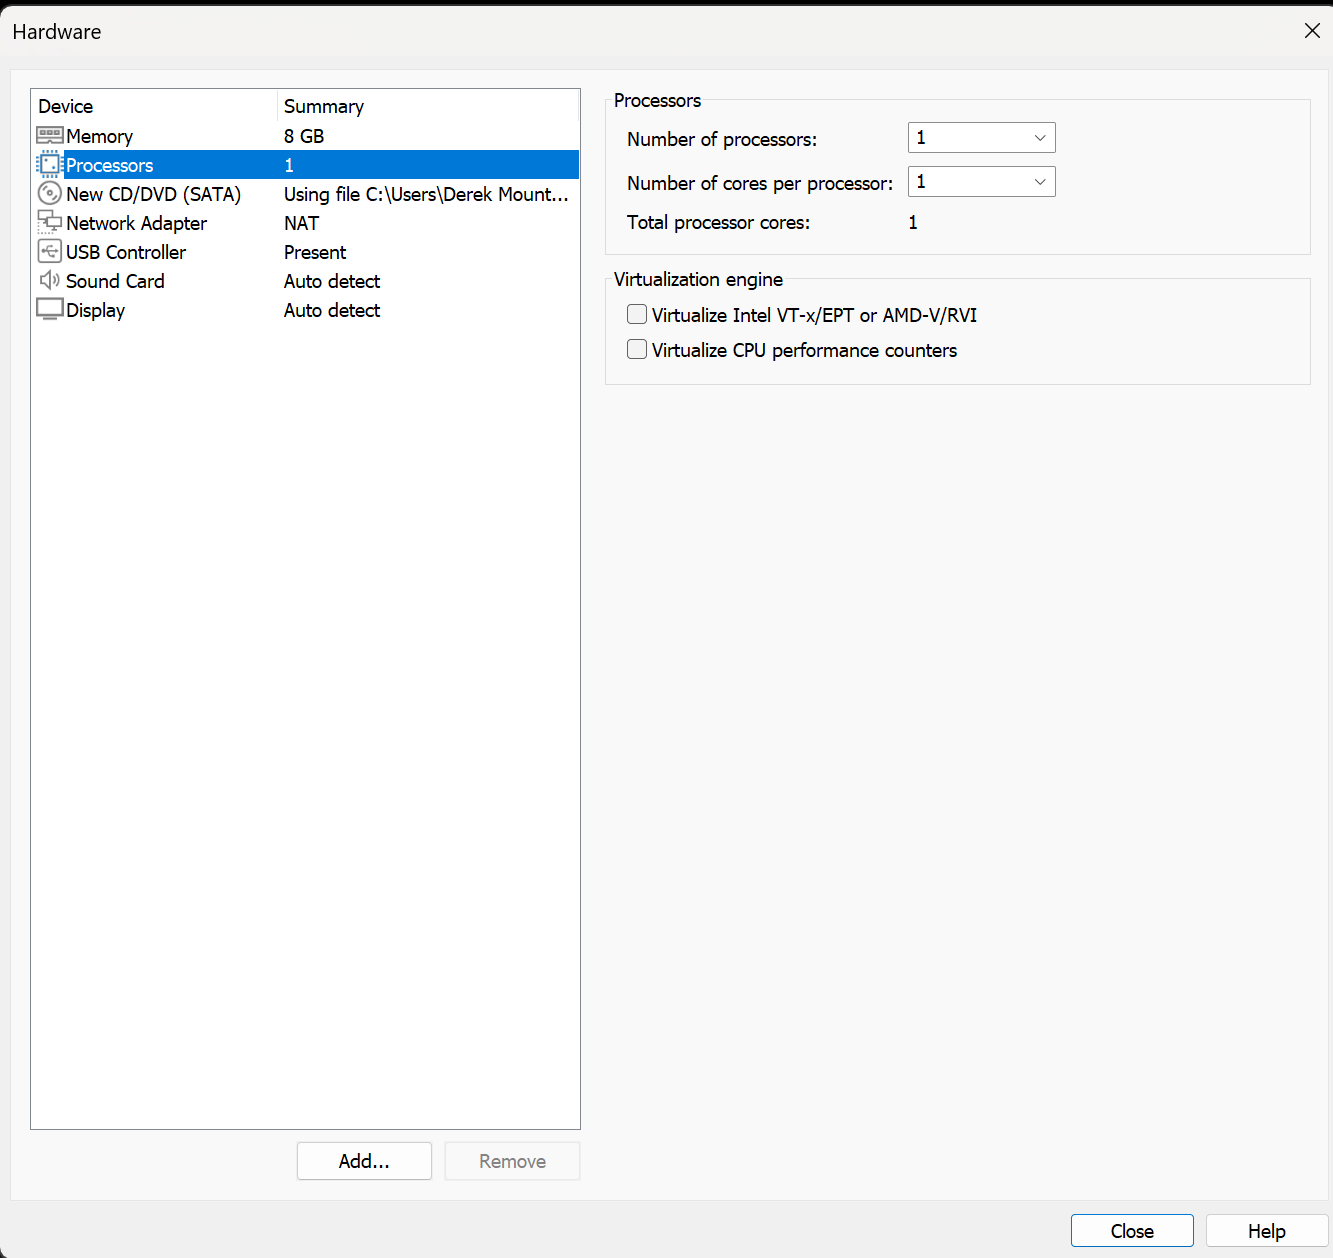 Hardware
Device Summary
Memory 8 GB
Processors 1
New CD/DVD (SATA) Using file C:\Users\Derek Mount...
Network Adapter NAT
USB Controller Present
Sound Card Auto detect
Display Auto detect
Add...
Remove
Processors
Number of processors: 1
Number of cores per processor: 1
Total processor cores: 1
Virtualization engine
Virtualize Intel VT-x/EPT or AMD-V/RVI
Virtualize CPU performance counters
Close
Help